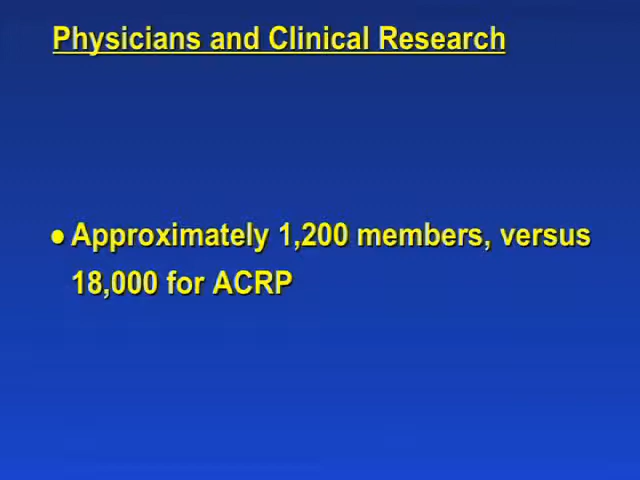 Physicians and Clinical Research
● Approximately 1,200 members, versus
18,000 for ACRP